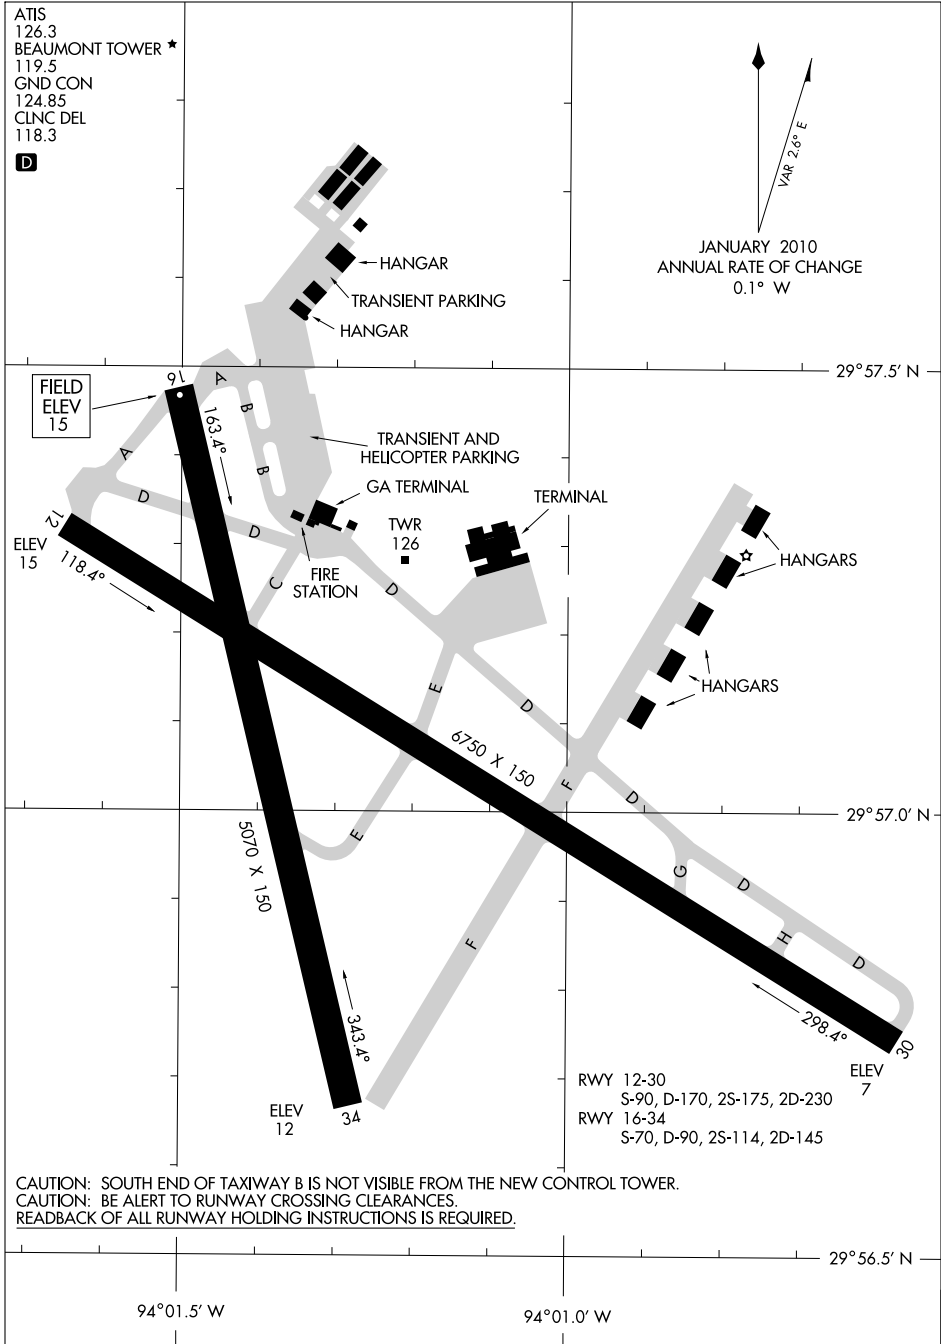 ATIS
126.3
BEAUMONT TOWER
119.5
GND CON
124.85
CLNC DEL
118.3
D
VAR 2.6° E
JANUARY 2010
ANNUAL RATE OF CHANGE
0.1° W
HANGAR
TRANSIENT PARKING
HANGAR
29°57.5' N
FIELD
ELEV
15
16
A
B
163.4°
A
B
TRANSIENT AND
HELICOPTER PARKING
GA TERMINAL
TERMINAL
D
D
12
ELEV
15
118.4°
TWR
126
FIRE
STATION
C
D
HANGARS
HANGARS
E
D
6750 X 150
F
D
29°57.0' N
5070 X 150
E
G
D
H
D
F
343.4°
298.4°
30
ELEV
7
RWY 12-30
S-90, D-170, 2S-175, 2D-230
RWY 16-34
S-70, D-90, 2S-114, 2D-145
ELEV
12
34
CAUTION: SOUTH END OF TAXIWAY B IS NOT VISIBLE FROM THE NEW CONTROL TOWER.
CAUTION: BE ALERT TO RUNWAY CROSSING CLEARANCES.
READBACK OF ALL RUNWAY HOLDING INSTRUCTIONS IS REQUIRED.
29°56.5' N
94°01.5' W
94°01.0' W